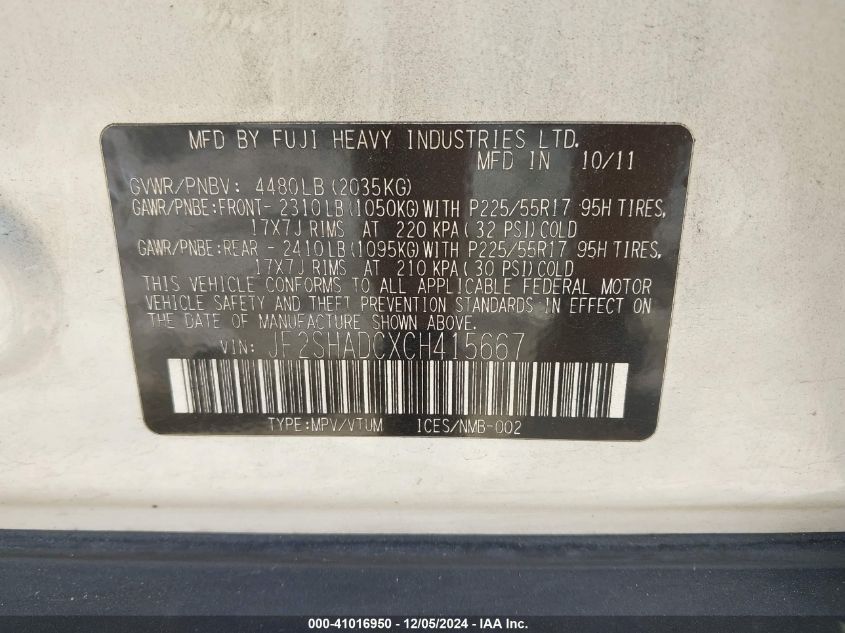 MFD BY FUJI HEAVY INDUSTRIES LTD.
MFD IN 10/11
GVWR/PNBV: 4480LB(2035KG)
GAWR/PNBE:FRONT- 2310LB(1050KG)WITH P225/55R17 95H TIRES,
17X7J RIMS AT 220 KPA(32 PSI)COLD
GAWR/PNBE:REAR - 2410LB(1095KG)WITH P225/55R17 95H TIRES,
17X7J RIMS AT 210 KPA(30 PSI)COLD
THIS VEHICLE CONFORMS TO ALL APPLICABLE FEDERAL MOTOR
VEHICLE SAFETY AND THEFT PREVENTION STANDARDS IN EFFECT ON
THE DATE OF MANUFACTURE SHOWN ABOVE.
VIN: JF2SHADCXCH415667
TYPE:MPV/VTUM ICES/NMB-002
000-41016950 - 12/05/2024 - IAA Inc.